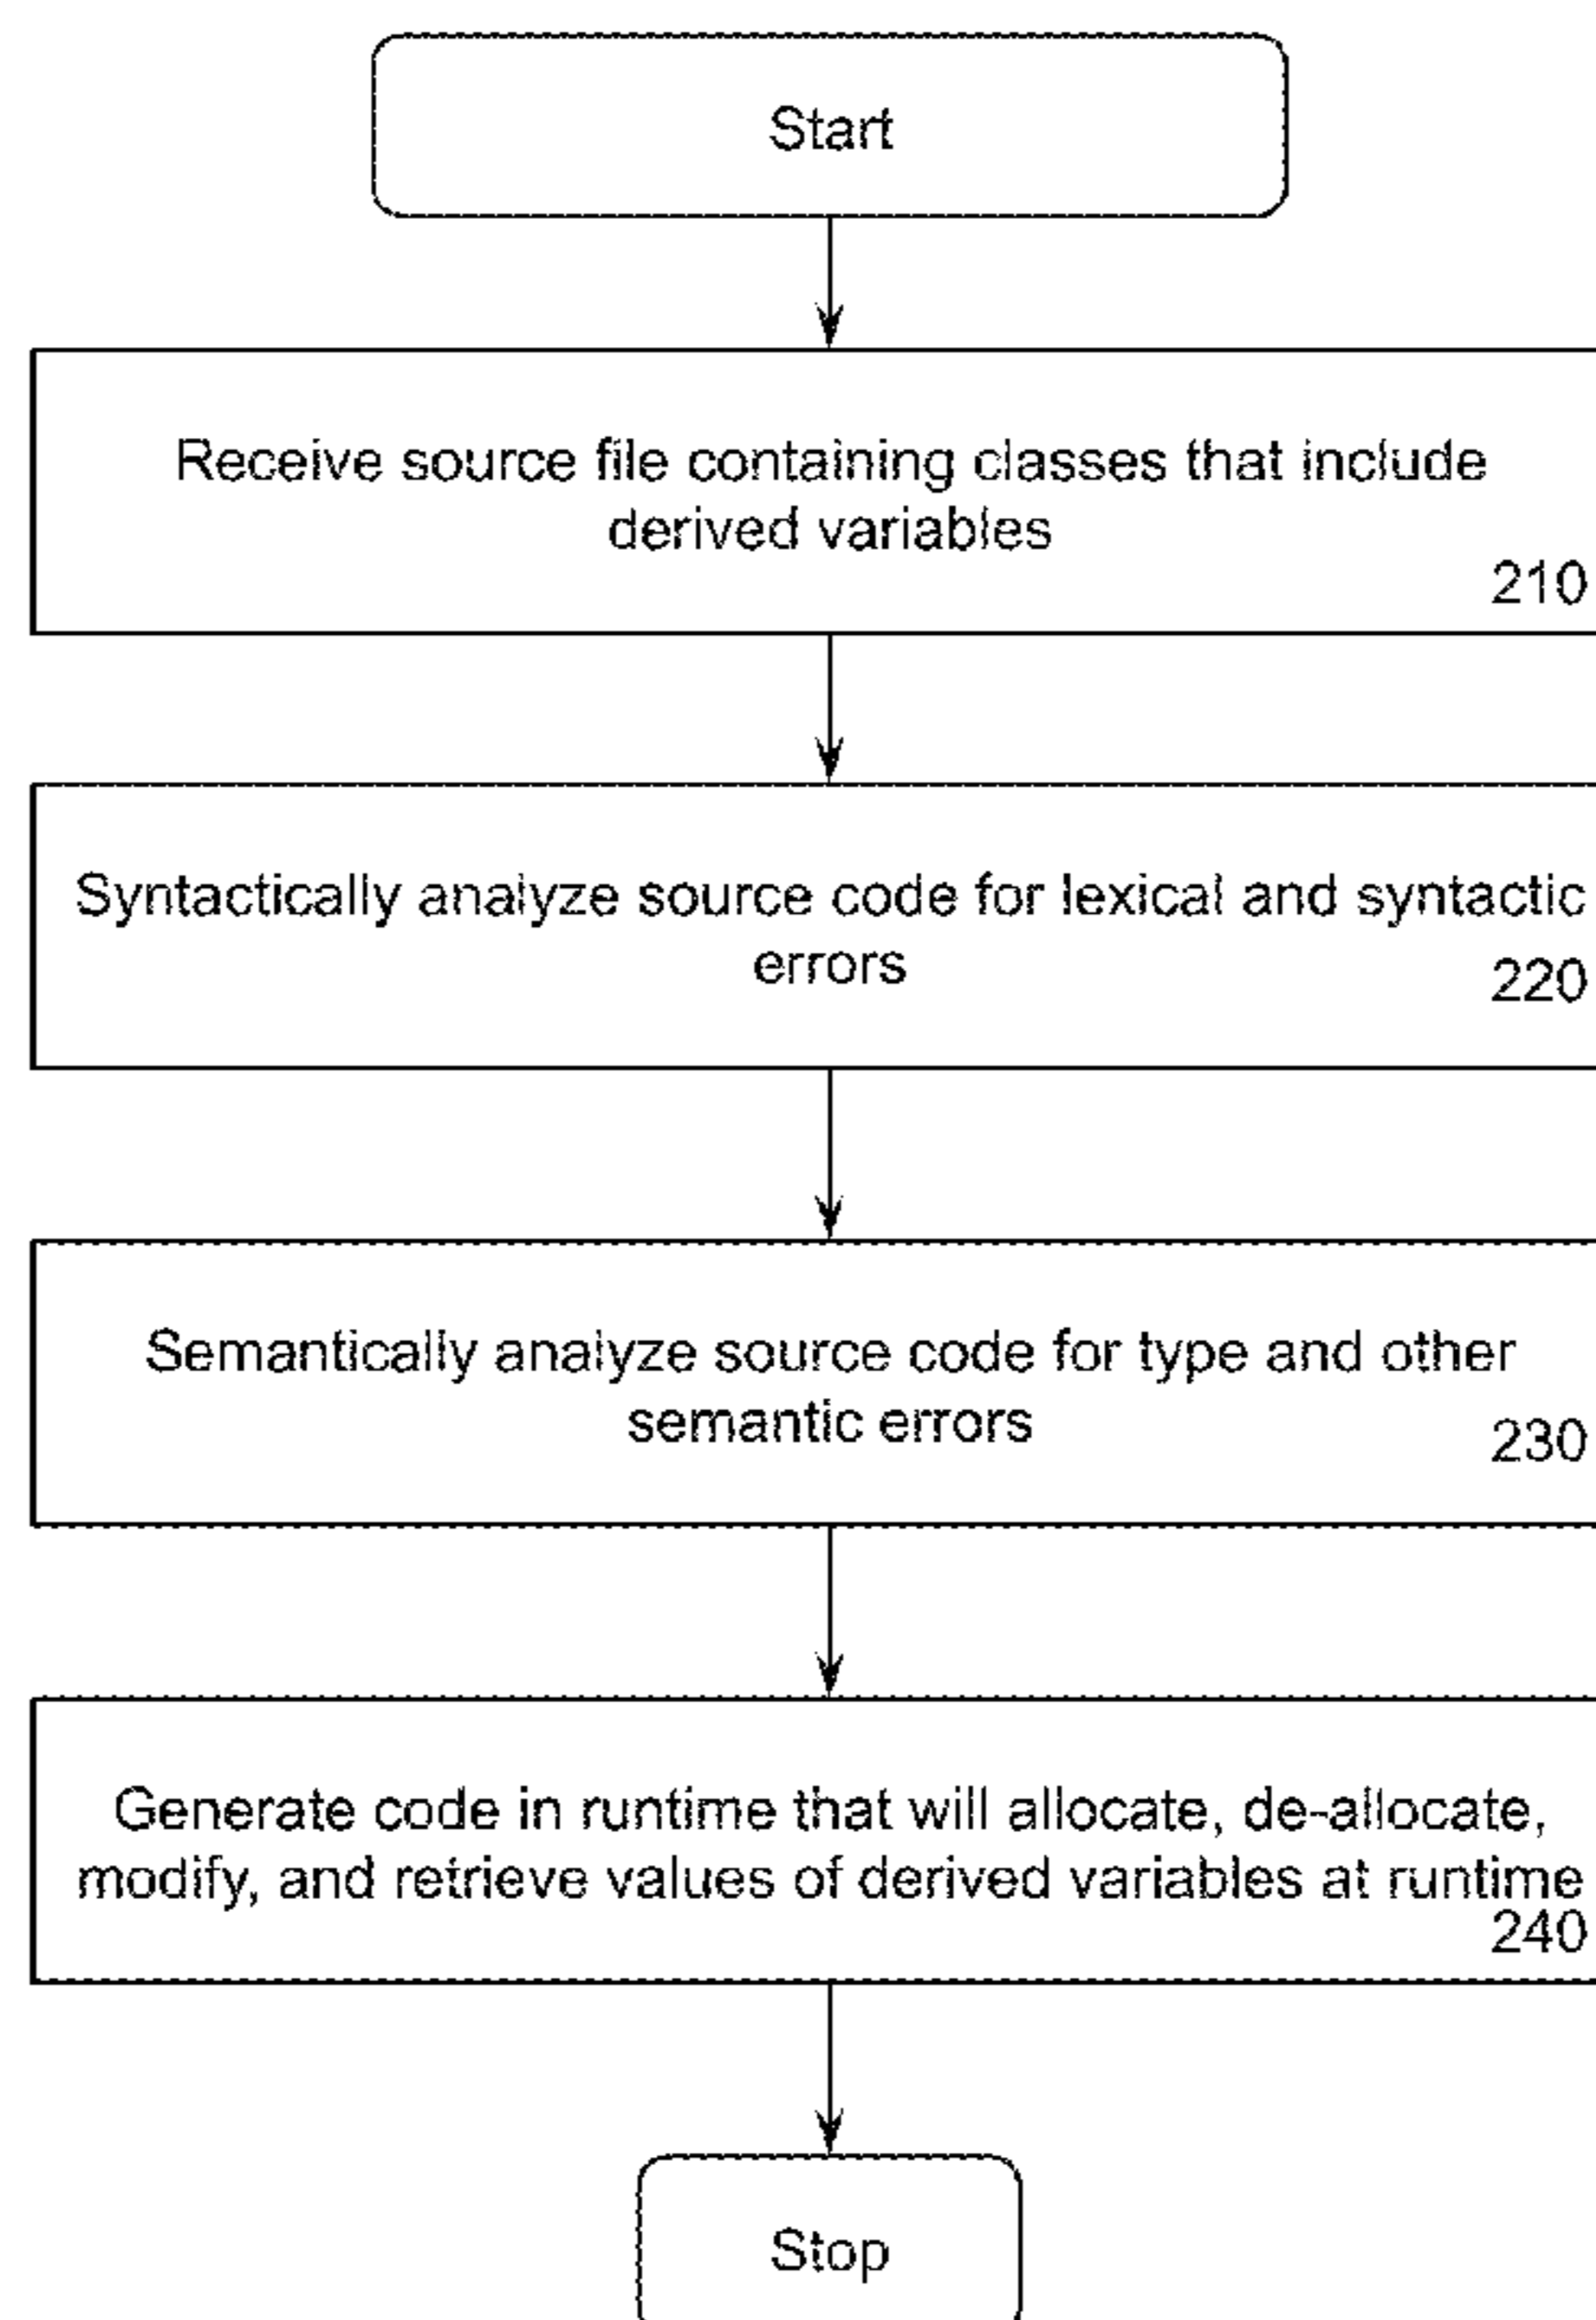 Start
Receive source file containing classes that include
derived variables
210
Syntactically analyze source code for lexical and syntactic
errors
220
Semantically analyze source code for type and other
semantic errors
230
Generate code in runtime that will allocate, de-allocate,
modify, and retrieve values of derived variables at runtime
240
Stop